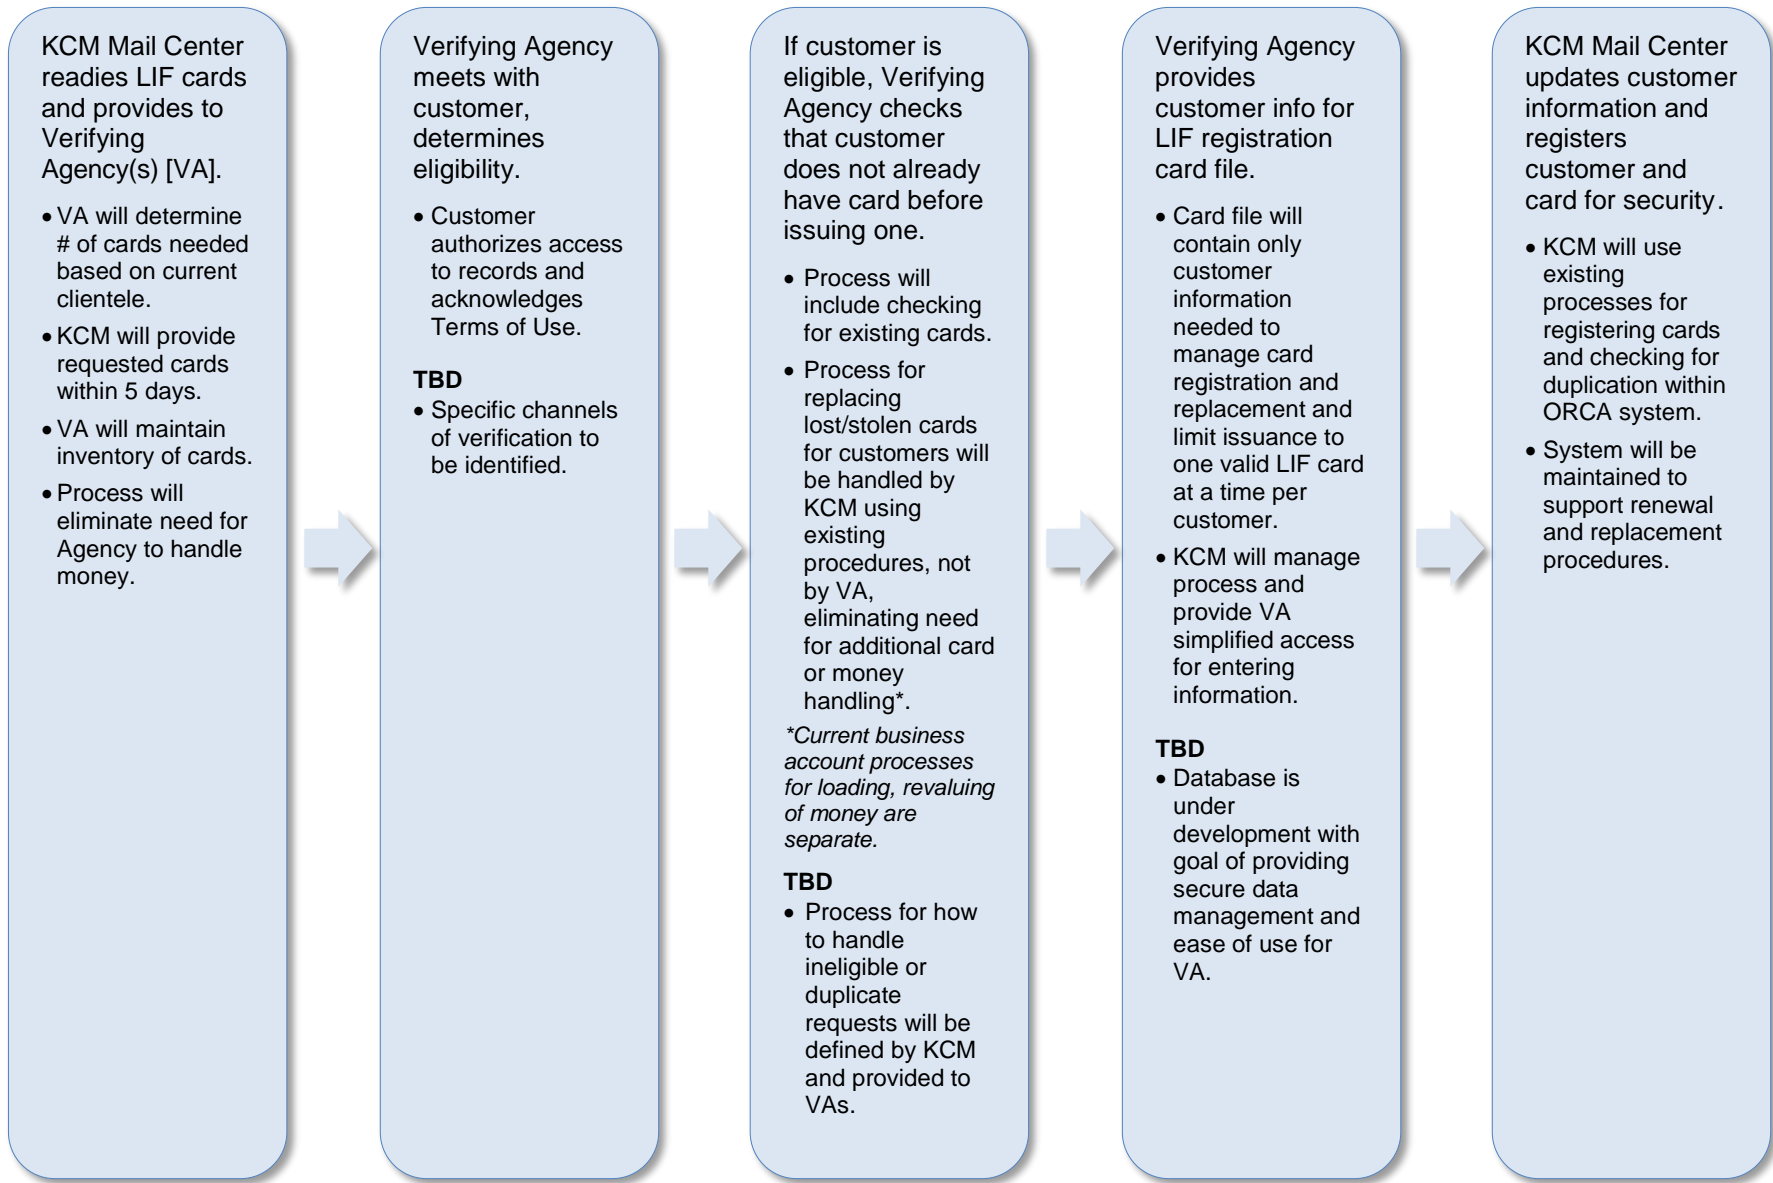 KCM Mail Center
readies LIF cards
and provides to
Verifying
Agency(s) [VA].
• VA will determine
# of cards needed
based on current
clientele.
• KCM will provide
requested cards
within 5 days.
• VA will maintain
inventory of cards.
• Process will
eliminate need for
Agency to handle
money.
Verifying Agency
meets with
customer,
determines
eligibility.
• Customer
authorizes access
to records and
acknowledges
Terms of Use.
TBD
• Specific channels
of verification to
be identified.
If customer is
eligible, Verifying
Agency checks
that customer
does not already
have card before
issuing one.
• Process will
include checking
for existing cards.
• Process for
replacing
lost/stolen cards
for customers will
be handled by
KCM using
existing
procedures, not
by VA,
eliminating need
for additional card
or money
handling*.
*Current business
account processes
for loading, revaluing
of money are
separate.
TBD
• Process for how
to handle
ineligible or
duplicate
requests will be
defined by KCM
and provided to
VAs.
Verifying Agency
provides
customer info for
LIF registration
card file.
• Card file will
contain only
customer
information
needed to
manage card
registration and
replacement and
limit issuance to
one valid LIF card
at a time per
customer.
• KCM will manage
process and
provide VA
simplified access
for entering
information.
TBD
• Database is
under
development with
goal of providing
secure data
management and
ease of use for
VA.
KCM Mail Center
updates customer
information and
registers
customer and
card for security.
• KCM will use
existing
processes for
registering cards
and checking for
duplication within
ORCA system.
• System will be
maintained to
support renewal
and replacement
procedures.